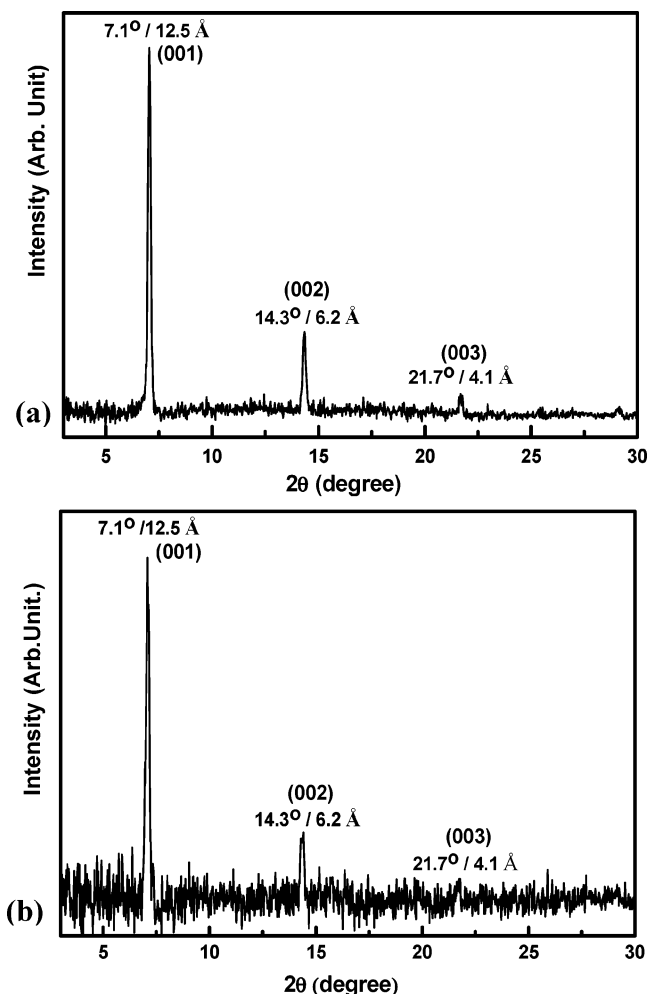 7.1° / 12.5 Å
(001)
(002)
14.3° / 6.2 Å
(003)
21.7° / 4.1 Å
Intensity (Arb. Unit)
(a)
5 10 15 20 25 30
2θ (degree)
7.1° /12.5 Å
(001)
(002)
14.3° / 6.2 Å
(003)
21.7° / 4.1 Å
Intensity (Arb.Unit.)
(b)
5 10 15 20 25 30
2θ (degree)